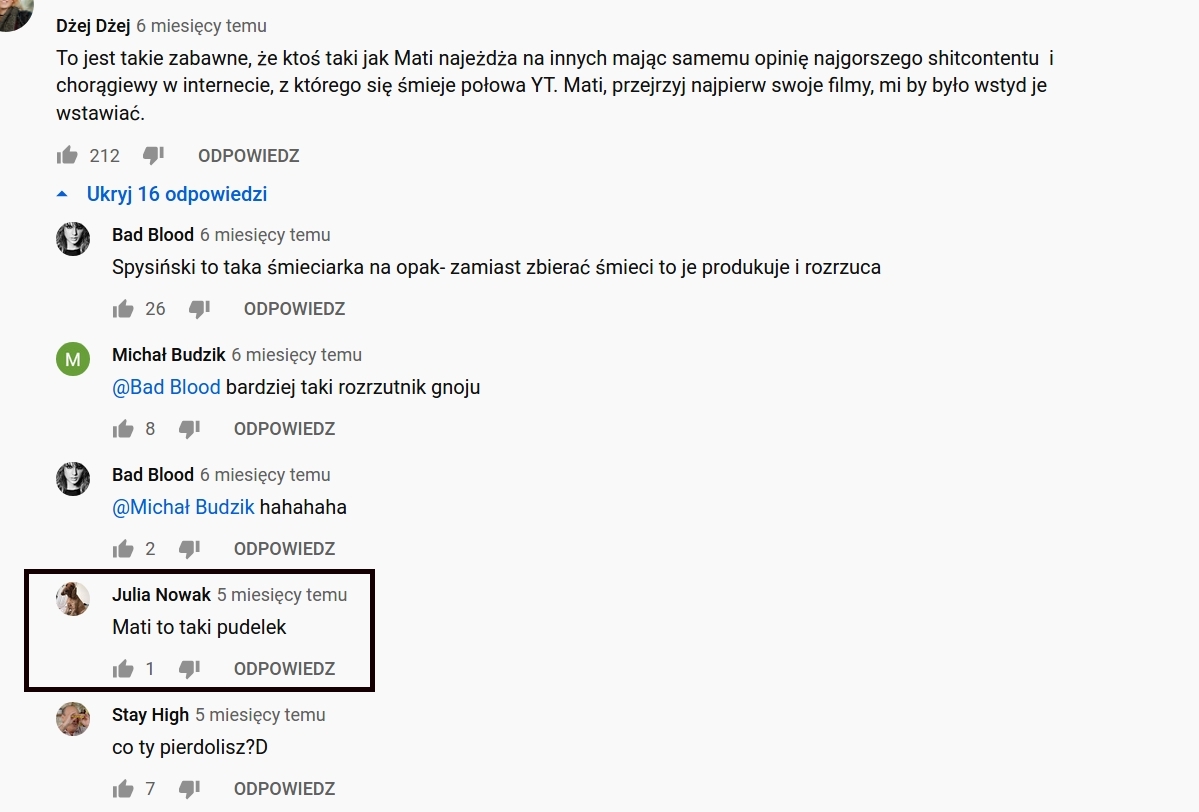 Dżej Dżej 6 miesięcy temu
To jest takie zabawne, że ktoś taki jak Mati najeżdża na innych mając samemu opinię najgorszego shitcontentu i
chorągiewy w internecie, z którego się śmieje połowa YT. Mati, przejrzyj najpierw swoje filmy, mi by było wstyd je
wstawiać.
212 ODPOWIEDZ
Ukryj 16 odpowiedzi
Bad Blood 6 miesięcy temu
Spysiński to taka śmieciarka na opak- zamiast zbierać śmieci to je produkuje i rozrzuca
26 ODPOWIEDZ
M
Michał Budzik 6 miesięcy temu
@Bad Blood bardziej taki rozrzutnik gnoju
8 ODPOWIEDZ
Bad Blood 6 miesięcy temu
@Michał Budzik hahahaha
2 ODPOWIEDZ
Julia Nowak 5 miesięcy temu
Mati to taki pudelek
1 ODPOWIEDZ
Stay High 5 miesięcy temu
co ty pierdolisz?D
7 ODPOWIEDZ